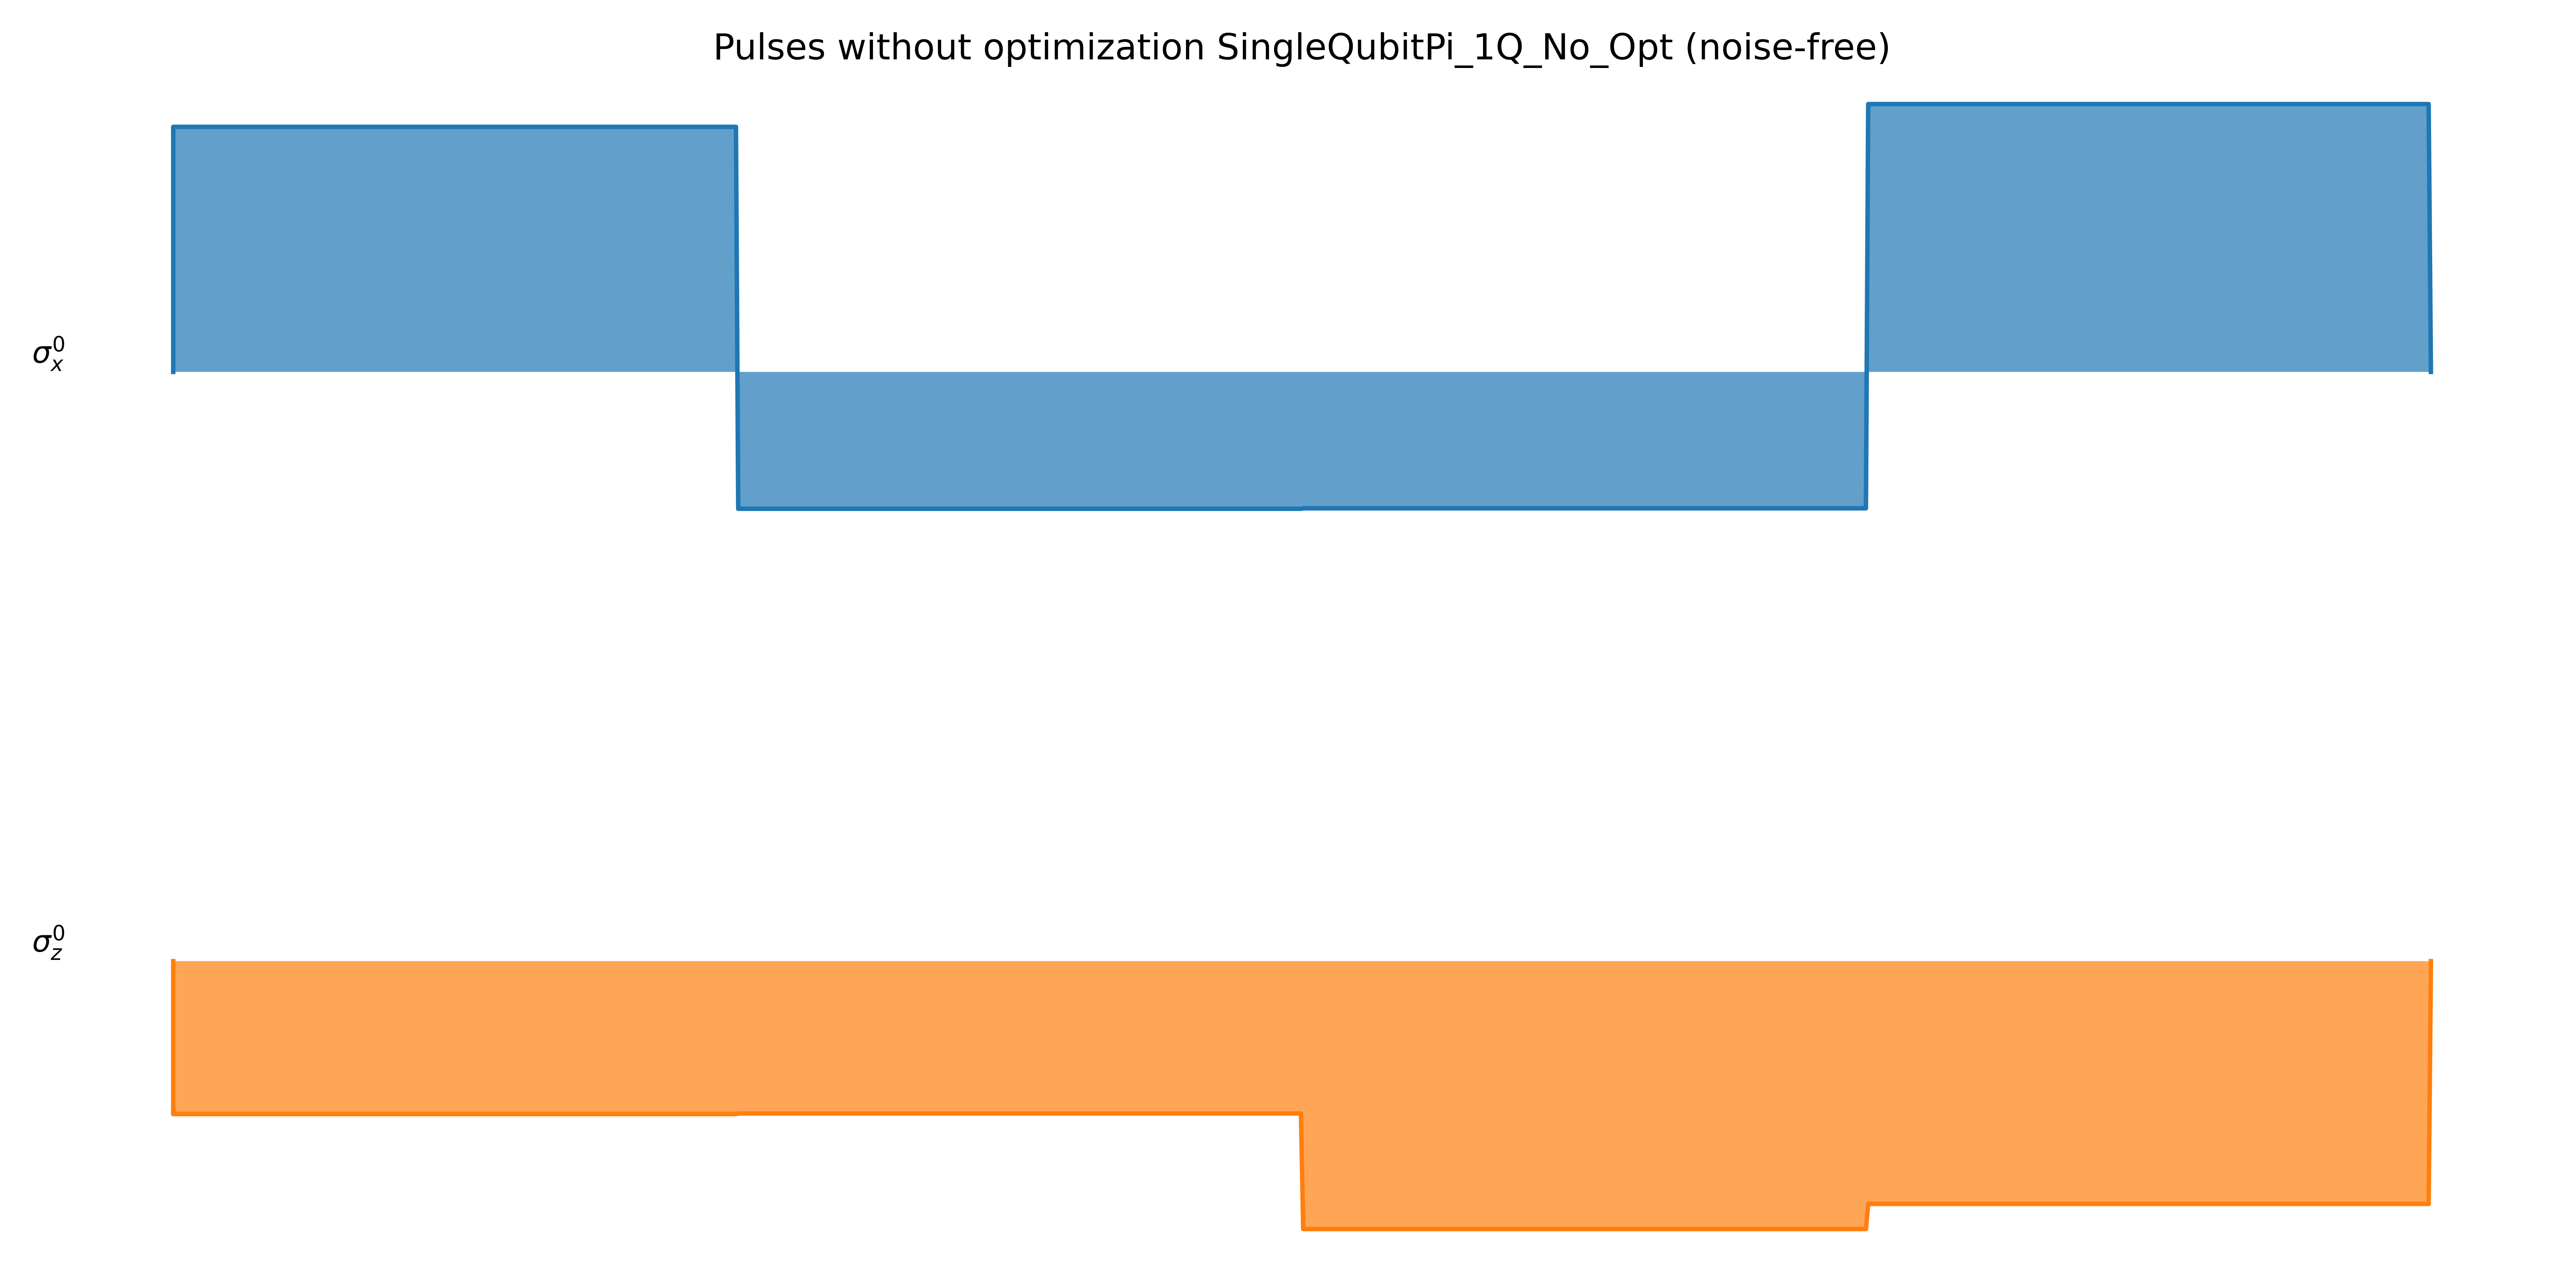 Pulses without optimization SingleQubitPi_1Q_No_Opt (noise-free)
σ_x^0
σ_z^0